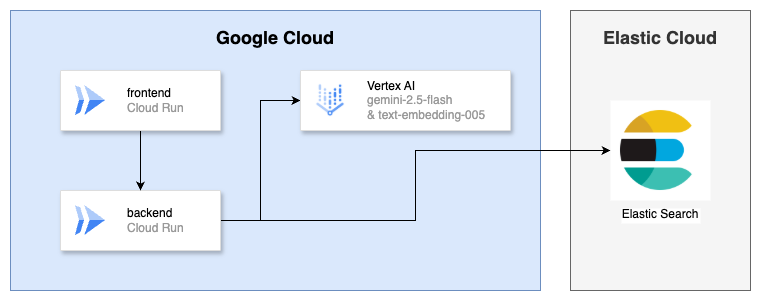 Google Cloud
frontend
Cloud Run
Vertex AI
gemini-2.5-flash
& text-embedding-005
backend
Cloud Run
Elastic Cloud
Elastic Search